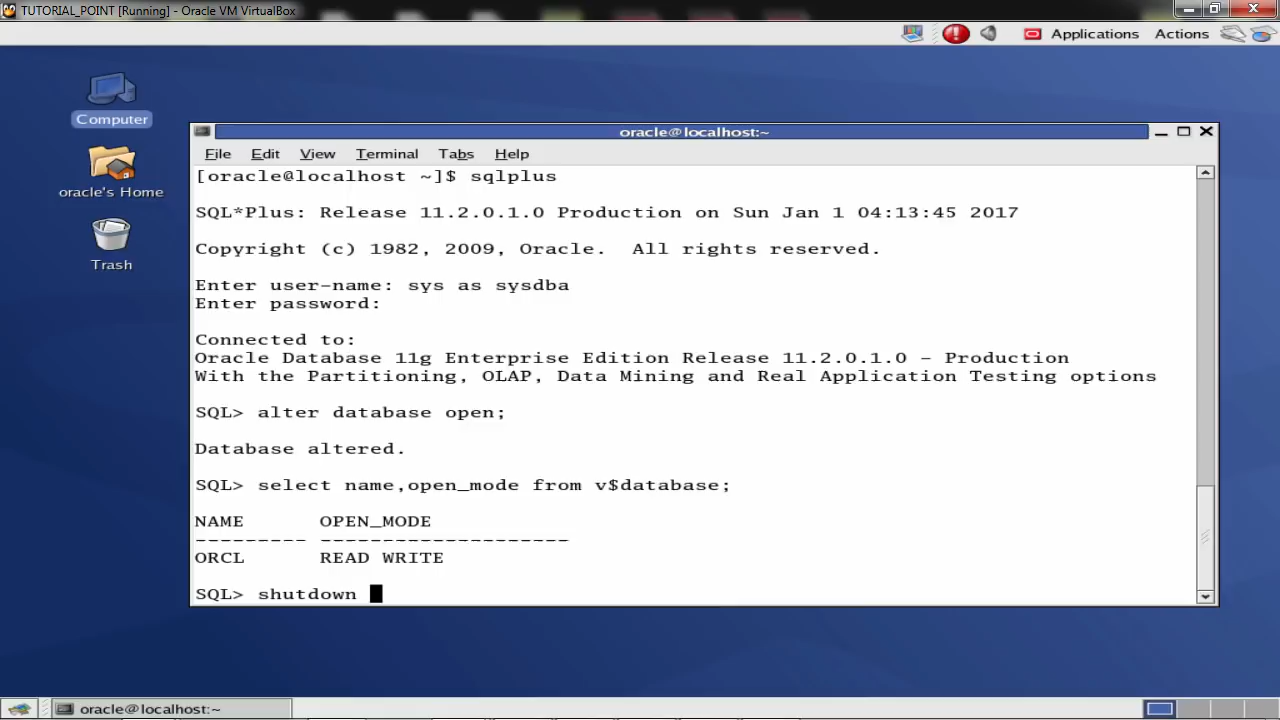 TUTORIAL_POINT [Running] - Oracle VM VirtualBox
Applications Actions
Computer
oracle's Home
Trash
oracle@localhost:~
File Edit View Terminal Tabs Help
[oracle@localhost ~]$ sqlplus
SQL*Plus: Release 11.2.0.1.0 Production on Sun Jan 1 04:13:45 2017
Copyright (c) 1982, 2009, Oracle.  All rights reserved.
Enter user-name: sys as sysdba
Enter password:
Connected to:
Oracle Database 11g Enterprise Edition Release 11.2.0.1.0 - Production
With the Partitioning, OLAP, Data Mining and Real Application Testing options
SQL> alter database open;
Database altered.
SQL> select name,open_mode from v$database;
NAME      OPEN_MODE
--------- --------------------
ORCL      READ WRITE
SQL> shutdown
oracle@localhost:~